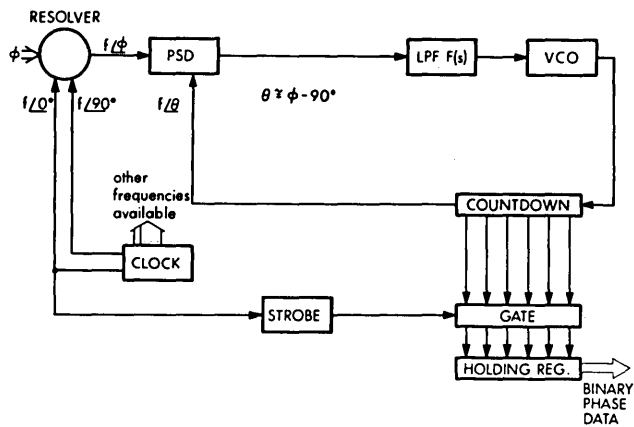 RESOLVER
ϕ
f/ϕ
PSD
LPF F(s)
VCO
f/0°
f/90°
f/θ
θ ≈ ϕ-90°
other
frequencies
available
CLOCK
COUNTDOWN
STROBE
GATE
HOLDING REG.
BINARY
PHASE
DATA